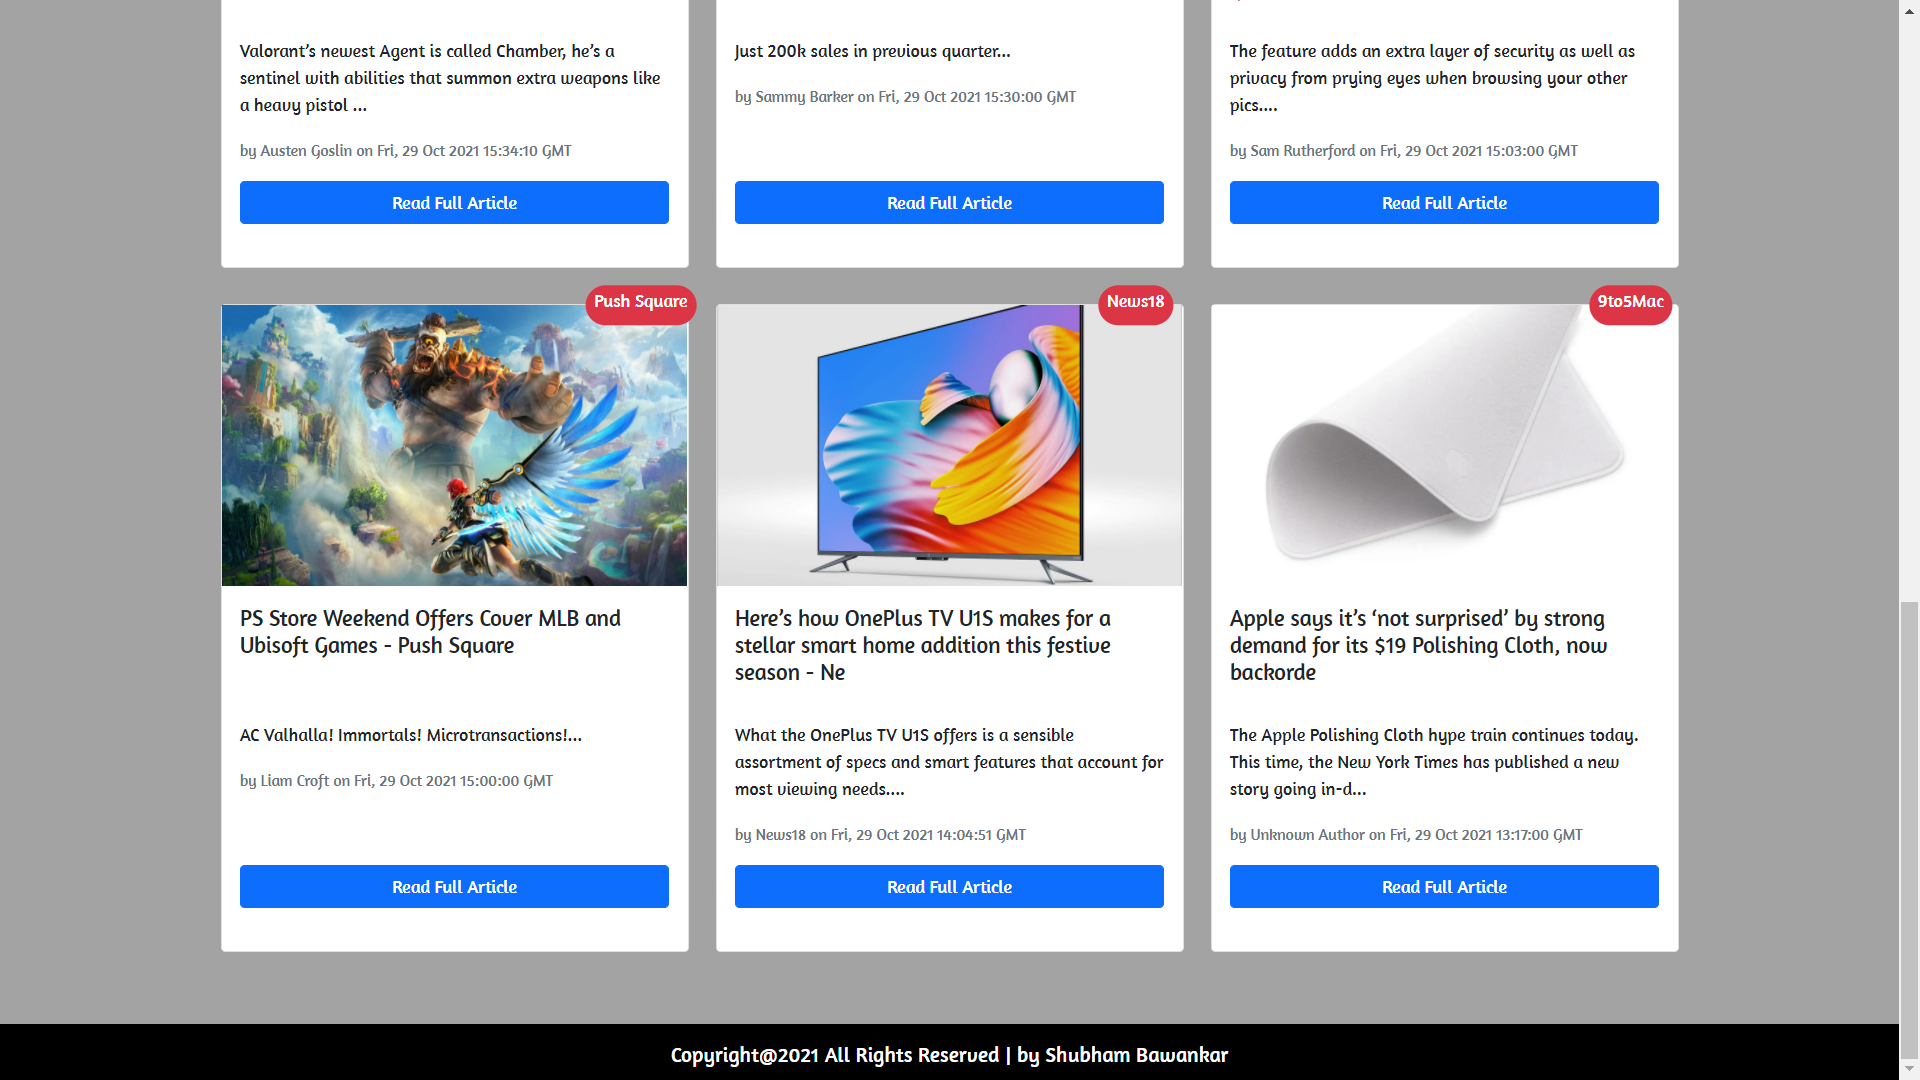 Valorant’s newest Agent is called Chamber, he’s a
sentinel with abilities that summon extra weapons like
a heavy pistol ...
by Austen Goslin on Fri, 29 Oct 2021 15:34:10 GMT
Read Full Article
Just 200k sales in previous quarter...
by Sammy Barker on Fri, 29 Oct 2021 15:30:00 GMT
Read Full Article
The feature adds an extra layer of security as well as
privacy from prying eyes when browsing your other
pics....
by Sam Rutherford on Fri, 29 Oct 2021 15:03:00 GMT
Read Full Article
Push Square
PS Store Weekend Offers Cover MLB and
Ubisoft Games - Push Square
AC Valhalla! Immortals! Microtransactions!...
by Liam Croft on Fri, 29 Oct 2021 15:00:00 GMT
Read Full Article
News18
Here’s how OnePlus TV U1S makes for a
stellar smart home addition this festive
season - Ne
What the OnePlus TV U1S offers is a sensible
assortment of specs and smart features that account for
most viewing needs....
by News18 on Fri, 29 Oct 2021 14:04:51 GMT
Read Full Article
9to5Mac
Apple says it’s ‘not surprised’ by strong
demand for its $19 Polishing Cloth, now
backorde
The Apple Polishing Cloth hype train continues today.
This time, the New York Times has published a new
story going in-d...
by Unknown Author on Fri, 29 Oct 2021 13:17:00 GMT
Read Full Article
Copyright@2021 All Rights Reserved | by Shubham Bawankar